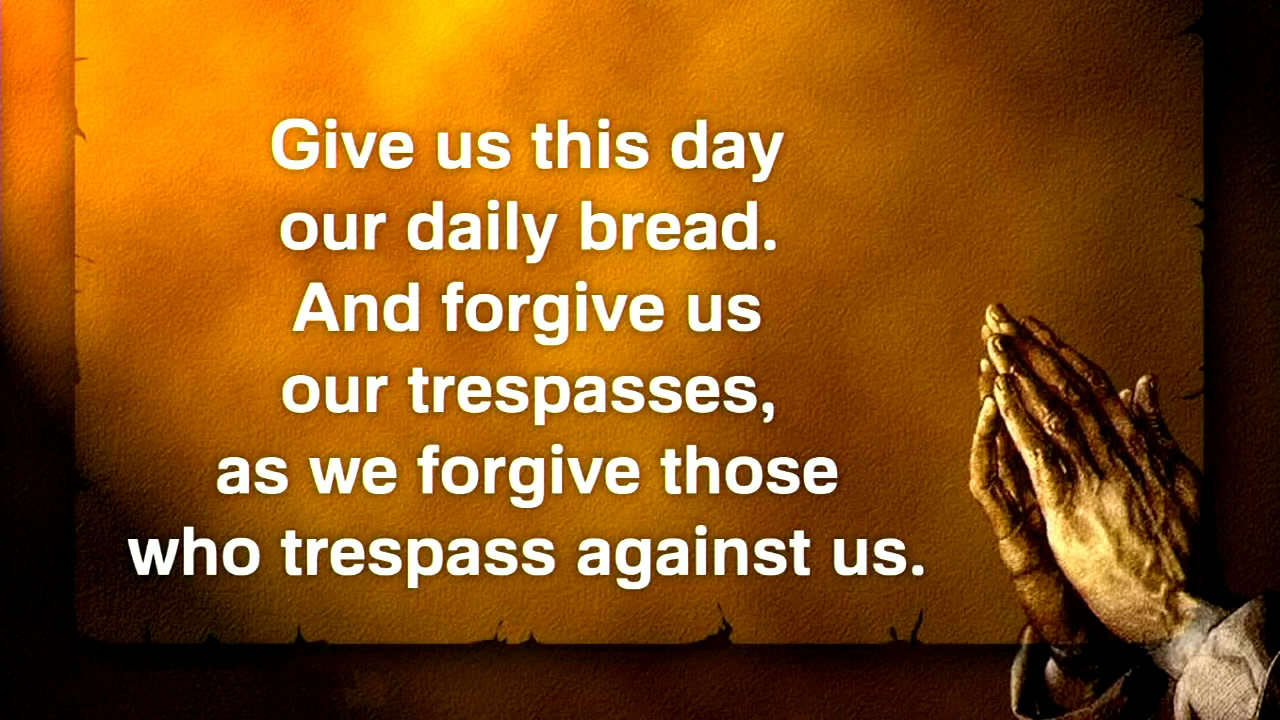 Give us this day
our daily bread.
And forgive us
our trespasses,
as we forgive those
who trespass against us.